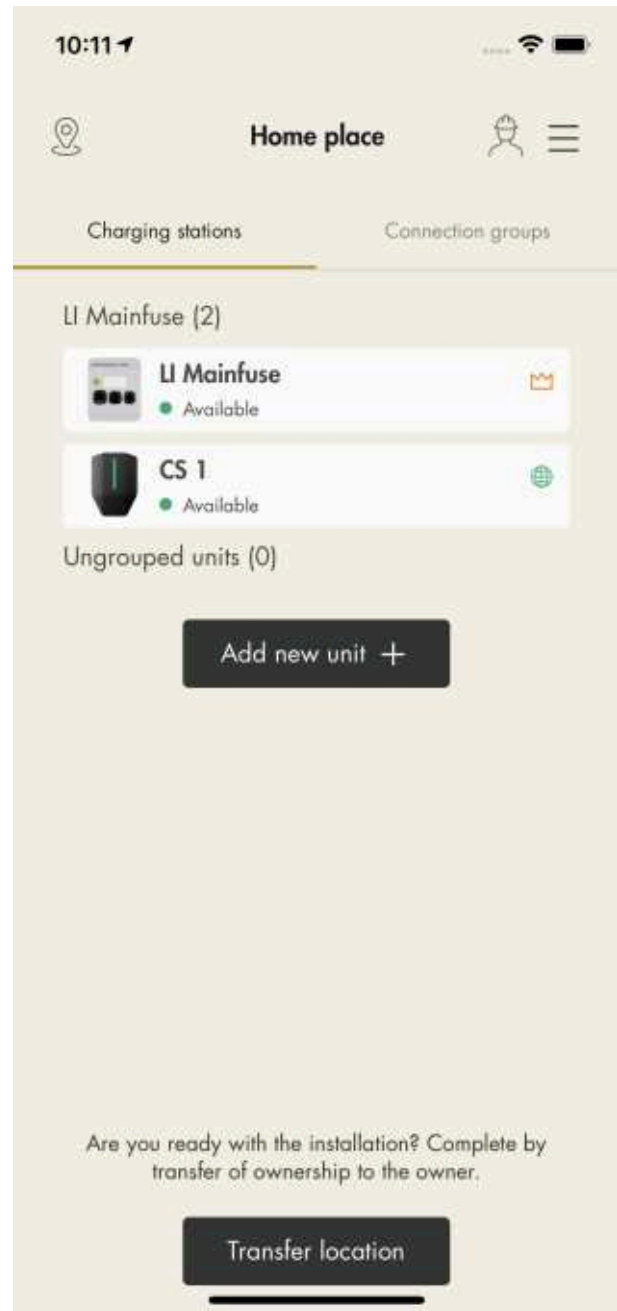 10:11
Home place
Charging stations
Connection groups
LI Mainfuse (2)
LI Mainfuse
Available
CS 1
Available
Ungrouped units (0)
Add new unit +
Are you ready with the installation? Complete by
transfer of ownership to the owner.
Transfer location